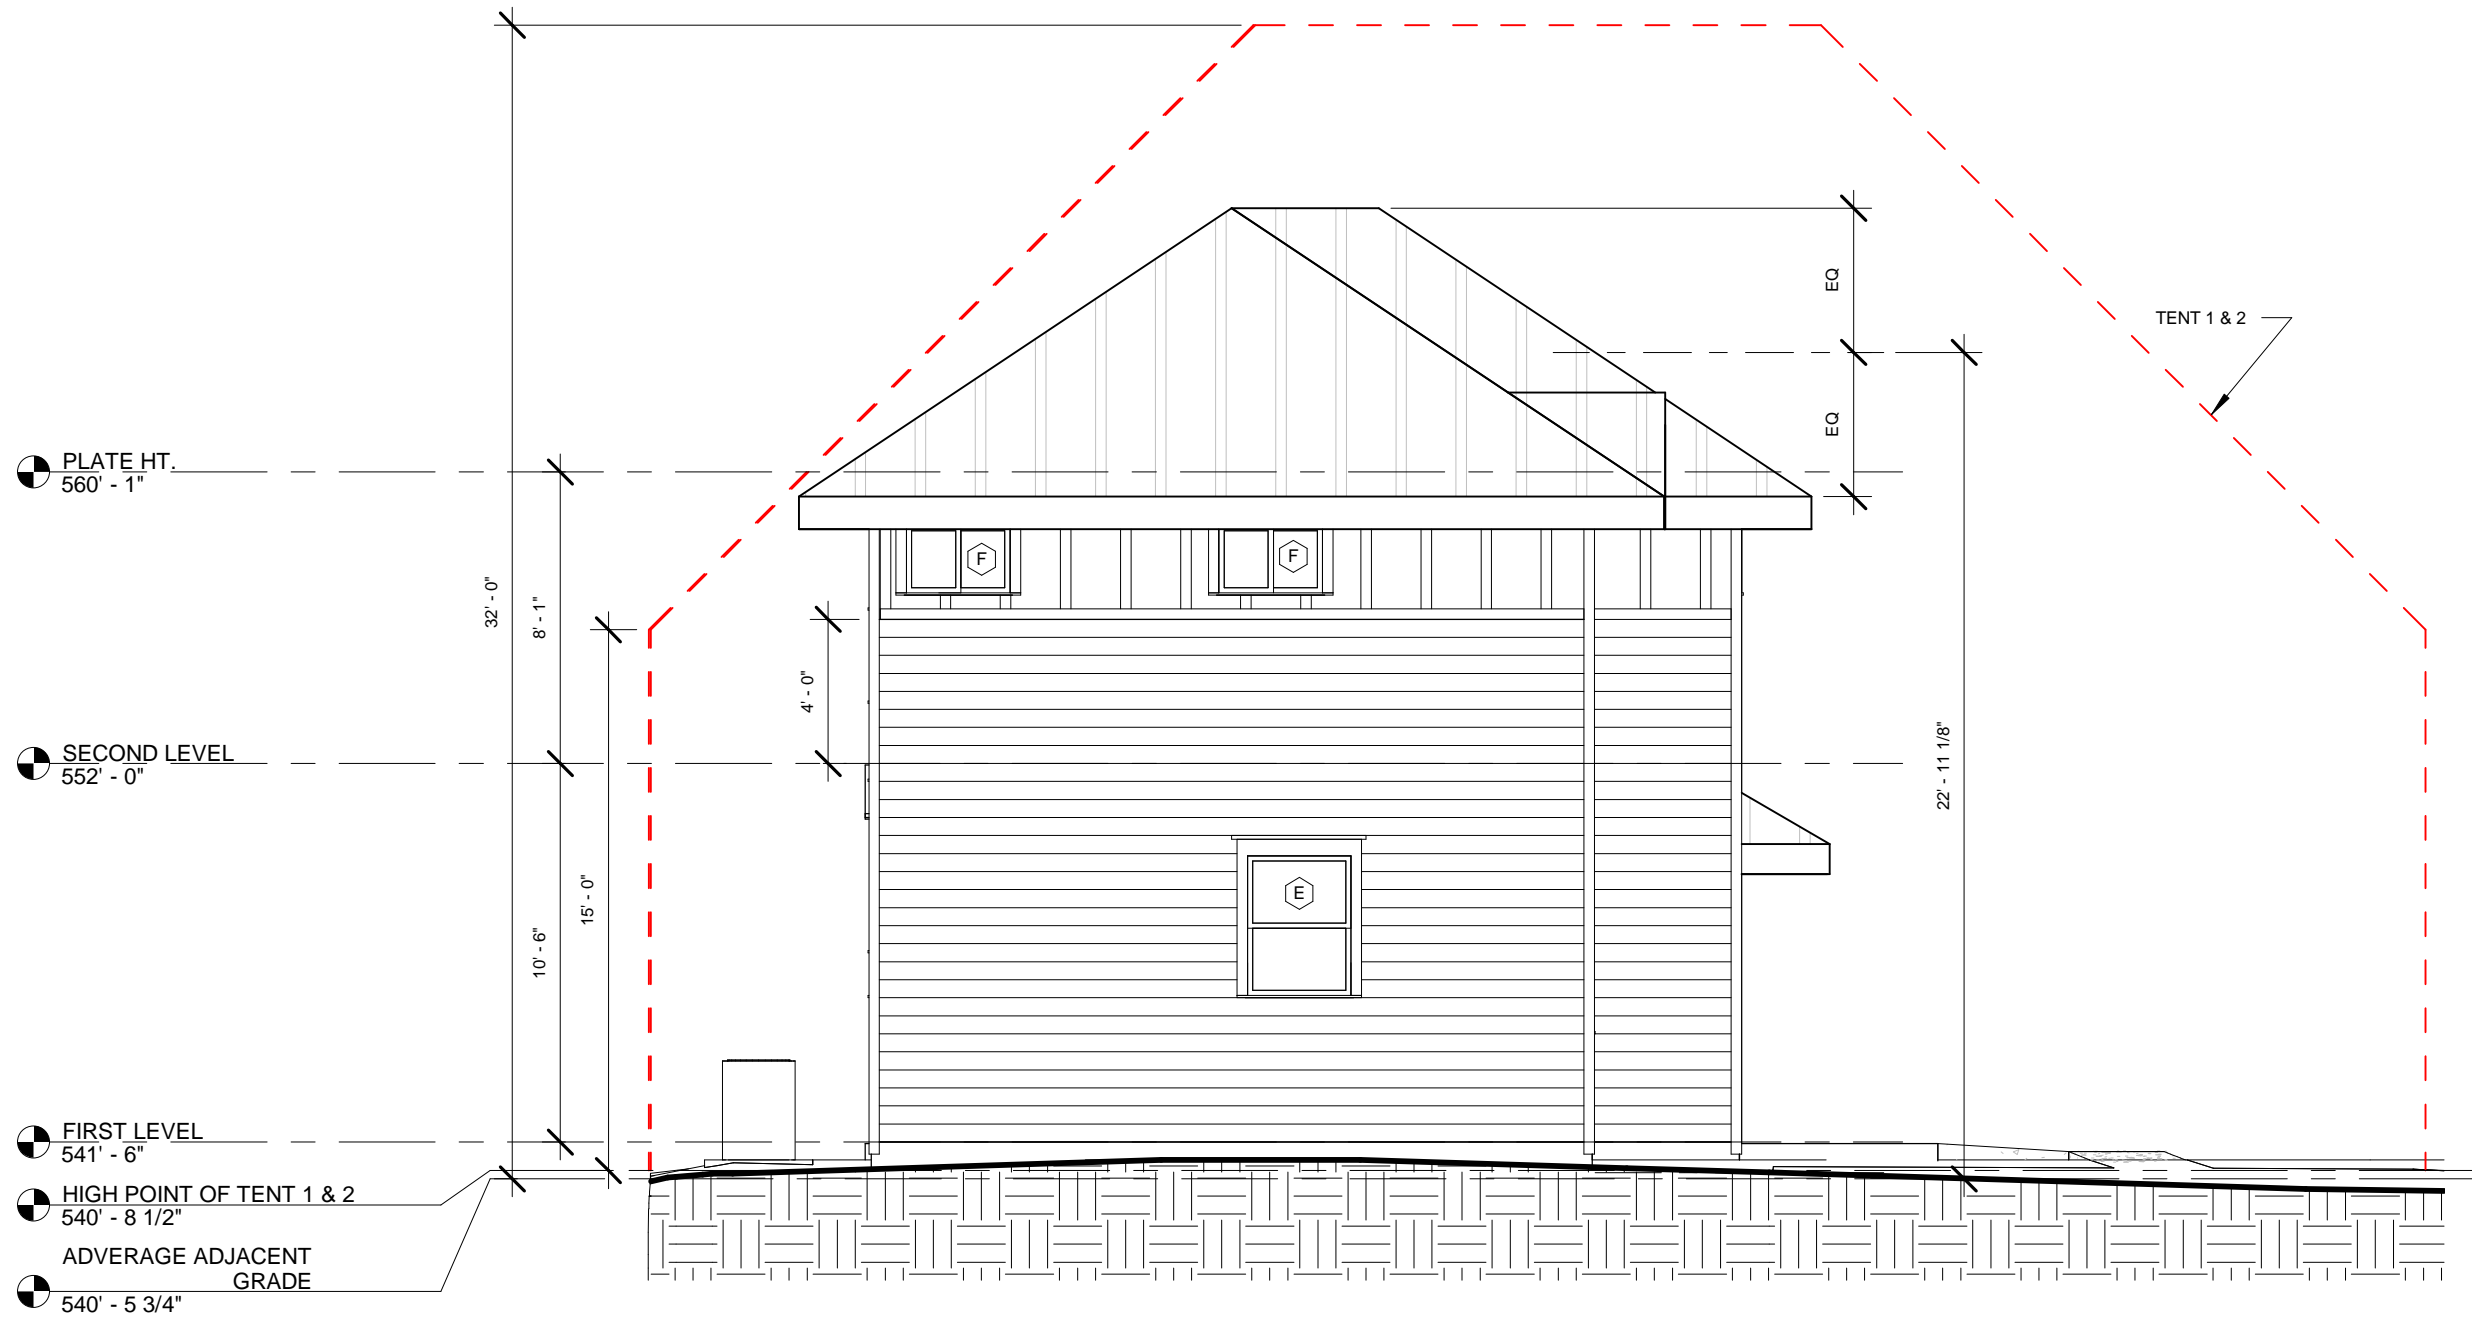 TENT 1 & 2
EQ
EQ
PLATE HT.
560' - 1"
F
F
32' - 0"
8' - 1"
4' - 0"
SECOND LEVEL
552' - 0"
22' - 11 1/8"
15' - 0"
10' - 6"
E
FIRST LEVEL
541' - 6"
HIGH POINT OF TENT 1 & 2
540' - 8 1/2"
ADVERAGE ADJACENT
GRADE
540' - 5 3/4"